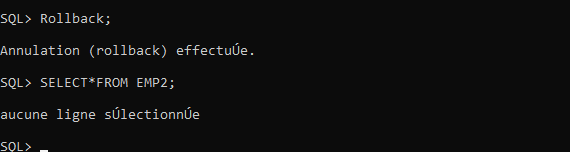 SQL> Rollback;
Annulation (rollback) effectuÚe.
SQL> SELECT*FROM EMP2;
aucune ligne sÚlectionnÚe
SQL>